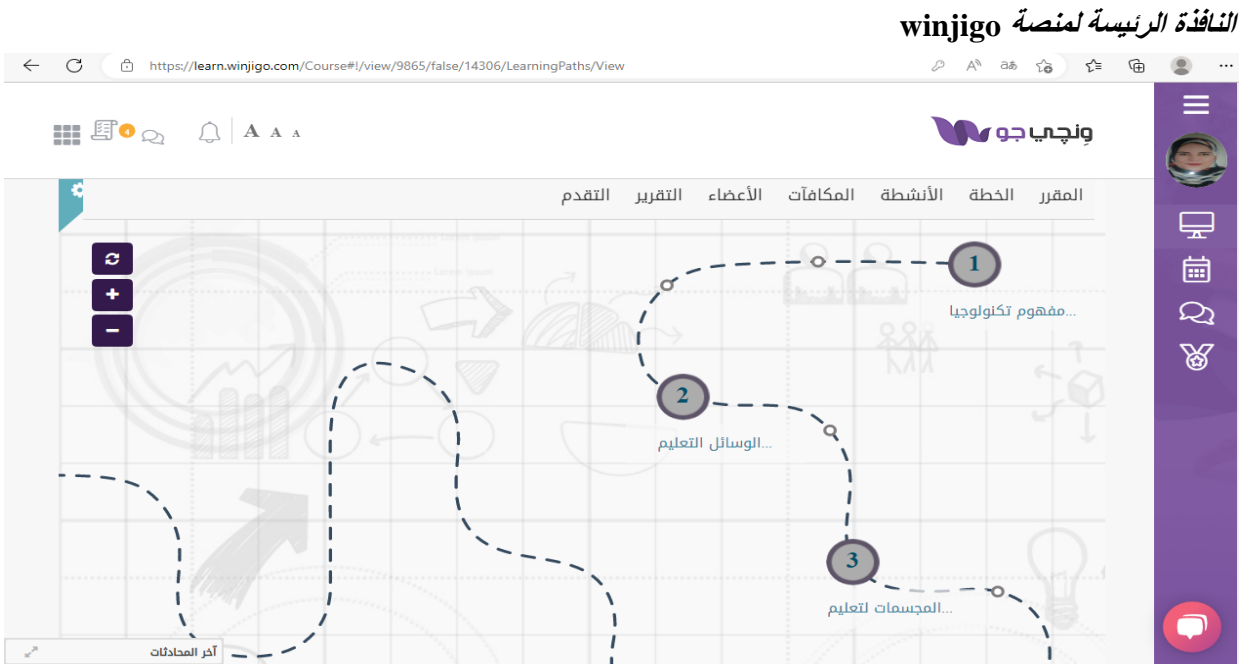 النافذة الرئيسة لمنصة winjigo
https://learn.winjigo.com/Course#!/view/9865/false/14306/LearningPaths/View
ونچي جو
4
A A A
المقرر الخطة الأنشطة المكافآت الأعضاء التقرير التقدم
1
مفهوم تكنولوجيا...
2
الوسائل التعليم...
3
المجسمات لتعليم...
آخر المحادثات